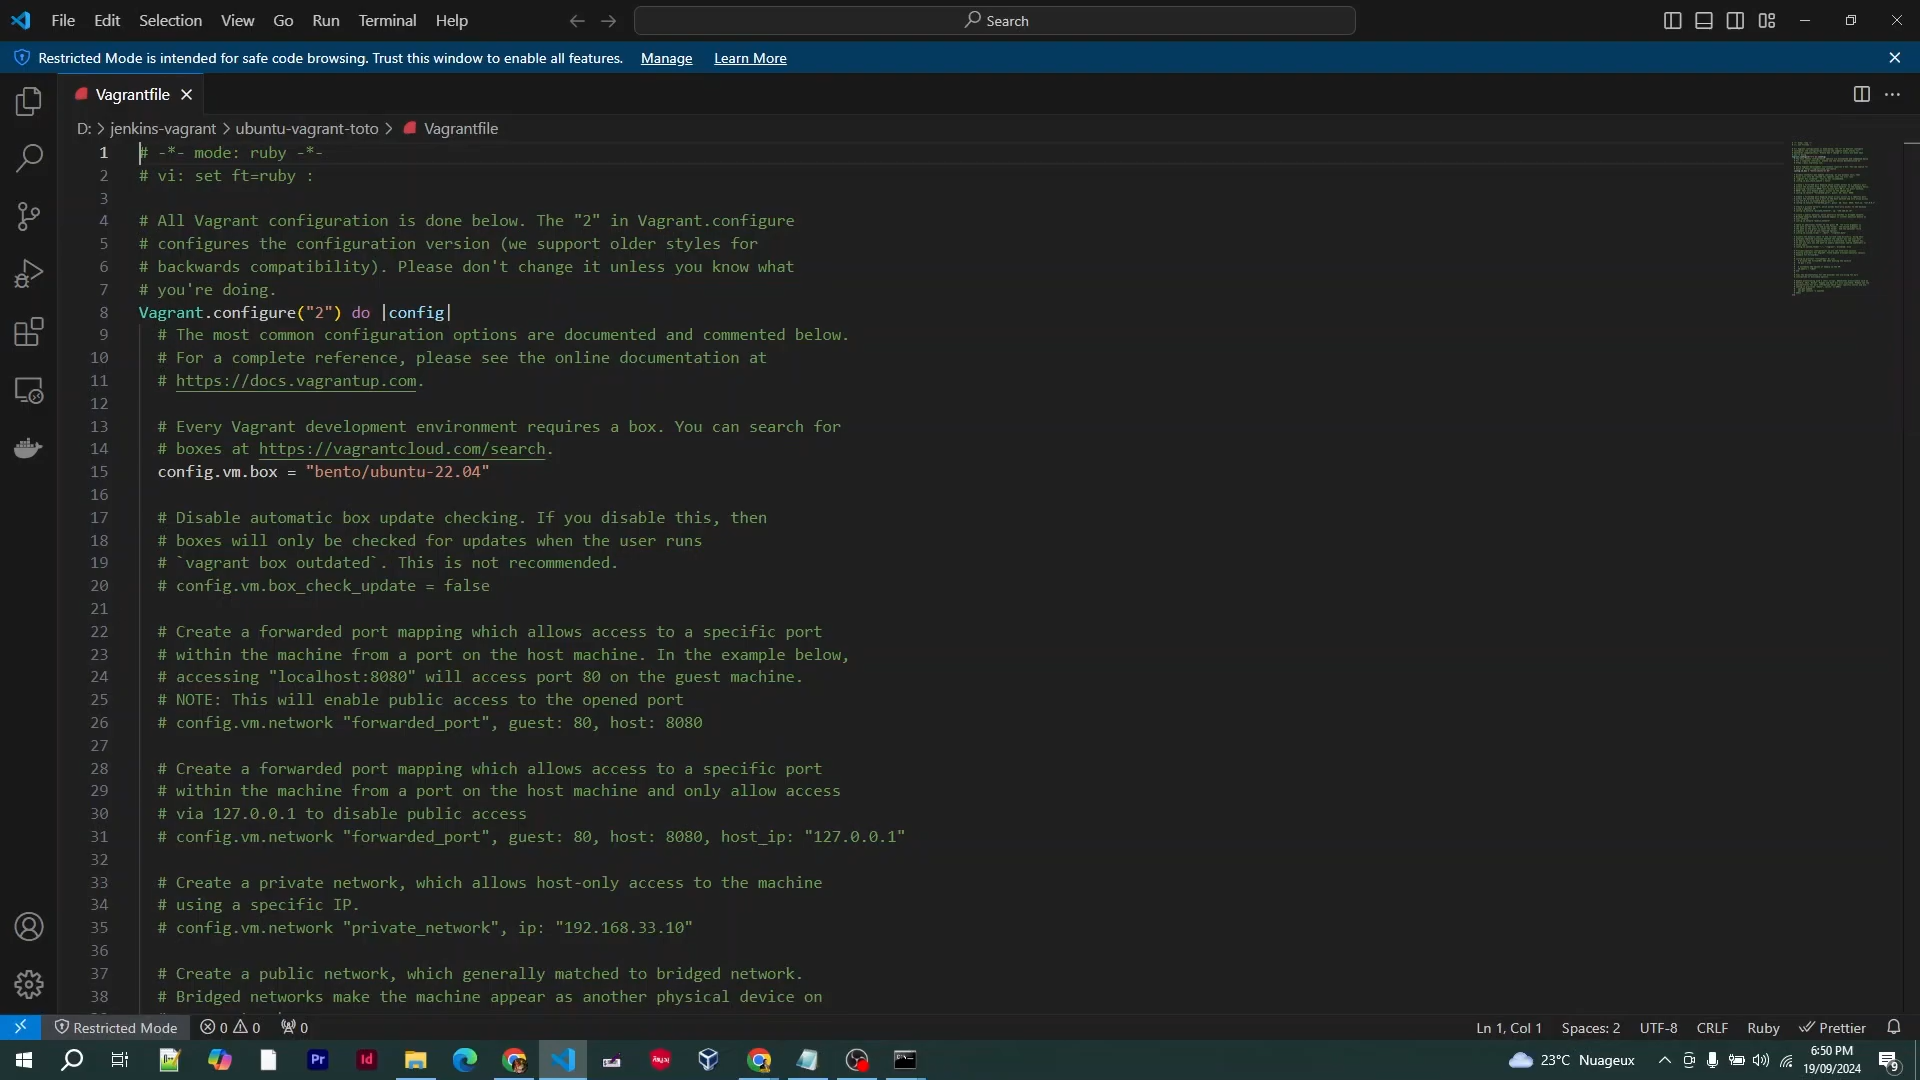 File Edit Selection View Go Run Terminal Help
Search
Restricted Mode is intended for safe code browsing. Trust this window to enable all features. Manage Learn More
Vagrantfile
D: > jenkins-vagrant > ubuntu-vagrant-toto > Vagrantfile
1 # -*- mode: ruby -*-
2 # vi: set ft=ruby :
3
4 # All Vagrant configuration is done below. The "2" in Vagrant.configure
5 # configures the configuration version (we support older styles for
6 # backwards compatibility). Please don't change it unless you know what
7 # you're doing.
8 Vagrant.configure("2") do |config|
9 # The most common configuration options are documented and commented below.
10 # For a complete reference, please see the online documentation at
11 # https://docs.vagrantup.com.
12
13 # Every Vagrant development environment requires a box. You can search for
14 # boxes at https://vagrantcloud.com/search.
15 config.vm.box = "bento/ubuntu-22.04"
16
17 # Disable automatic box update checking. If you disable this, then
18 # boxes will only be checked for updates when the user runs
19 # `vagrant box outdated`. This is not recommended.
20 # config.vm.box_check_update = false
21
22 # Create a forwarded port mapping which allows access to a specific port
23 # within the machine from a port on the host machine. In the example below,
24 # accessing "localhost:8080" will access port 80 on the guest machine.
25 # NOTE: This will enable public access to the opened port
26 # config.vm.network "forwarded_port", guest: 80, host: 8080
27
28 # Create a forwarded port mapping which allows access to a specific port
29 # within the machine from a port on the host machine and only allow access
30 # via 127.0.0.1 to disable public access
31 # config.vm.network "forwarded_port", guest: 80, host: 8080, host_ip: "127.0.0.1"
32
33 # Create a private network, which allows host-only access to the machine
34 # using a specific IP.
35 # config.vm.network "private_network", ip: "192.168.33.10"
36
37 # Create a public network, which generally matched to bridged network.
38 # Bridged networks make the machine appear as another physical device on
Restricted Mode 0 0 0 Ln 1, Col 1 Spaces: 2 UTF-8 CRLF Ruby Prettier
Pr Id 23°C Nuageux 6:50 PM
19/09/2024 9